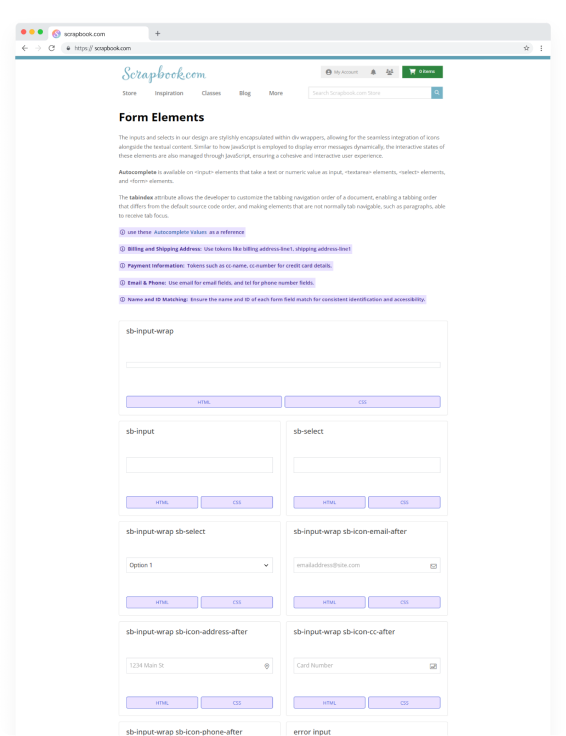 scrapbook.com
https:// scrapbook.com
Scrapbook.com
My Account
0 items
Store Inspiration Classes Blog More
Search Scrapbook.com Store
Form Elements
The inputs and selects in our design are stylishly encapsulated within div wrappers, allowing for the seamless integration of icons
alongside the textual content. Similar to how JavaScript is employed to display error messages dynamically, the interactive states of
these elements are also managed through JavaScript, ensuring a cohesive and interactive user experience.
Autocomplete is available on <input> elements that take a text or numeric value as input, <textarea> elements, <select> elements,
and <form> elements.
The tabindex attribute allows the developer to customize the tabbing navigation order of a document, enabling a tabbing order
that differs from the default source code order, and making elements that are not normally tab navigable, such as paragraphs, able
to receive tab focus.
use these Autocomplete Values as a reference
Billing and Shipping Address: Use tokens like billing address-line1, shipping address-line1
Payment Information: Tokens such as cc-name, cc-number for credit card details.
Email & Phone: Use email for email fields, and tel for phone number fields.
Name and ID Matching: Ensure the name and ID of each form field match for consistent identification and accessibility.
sb-input-wrap
HTML CSS
sb-input sb-select
HTML CSS HTML CSS
sb-input-wrap sb-select sb-input-wrap sb-icon-email-after
Option 1 emailaddress@site.com
HTML CSS HTML CSS
sb-input-wrap sb-icon-address-after sb-input-wrap sb-icon-cc-after
1234 Main St Card Number
HTML CSS HTML CSS
sb-input-wrap sb-icon-phone-after error input